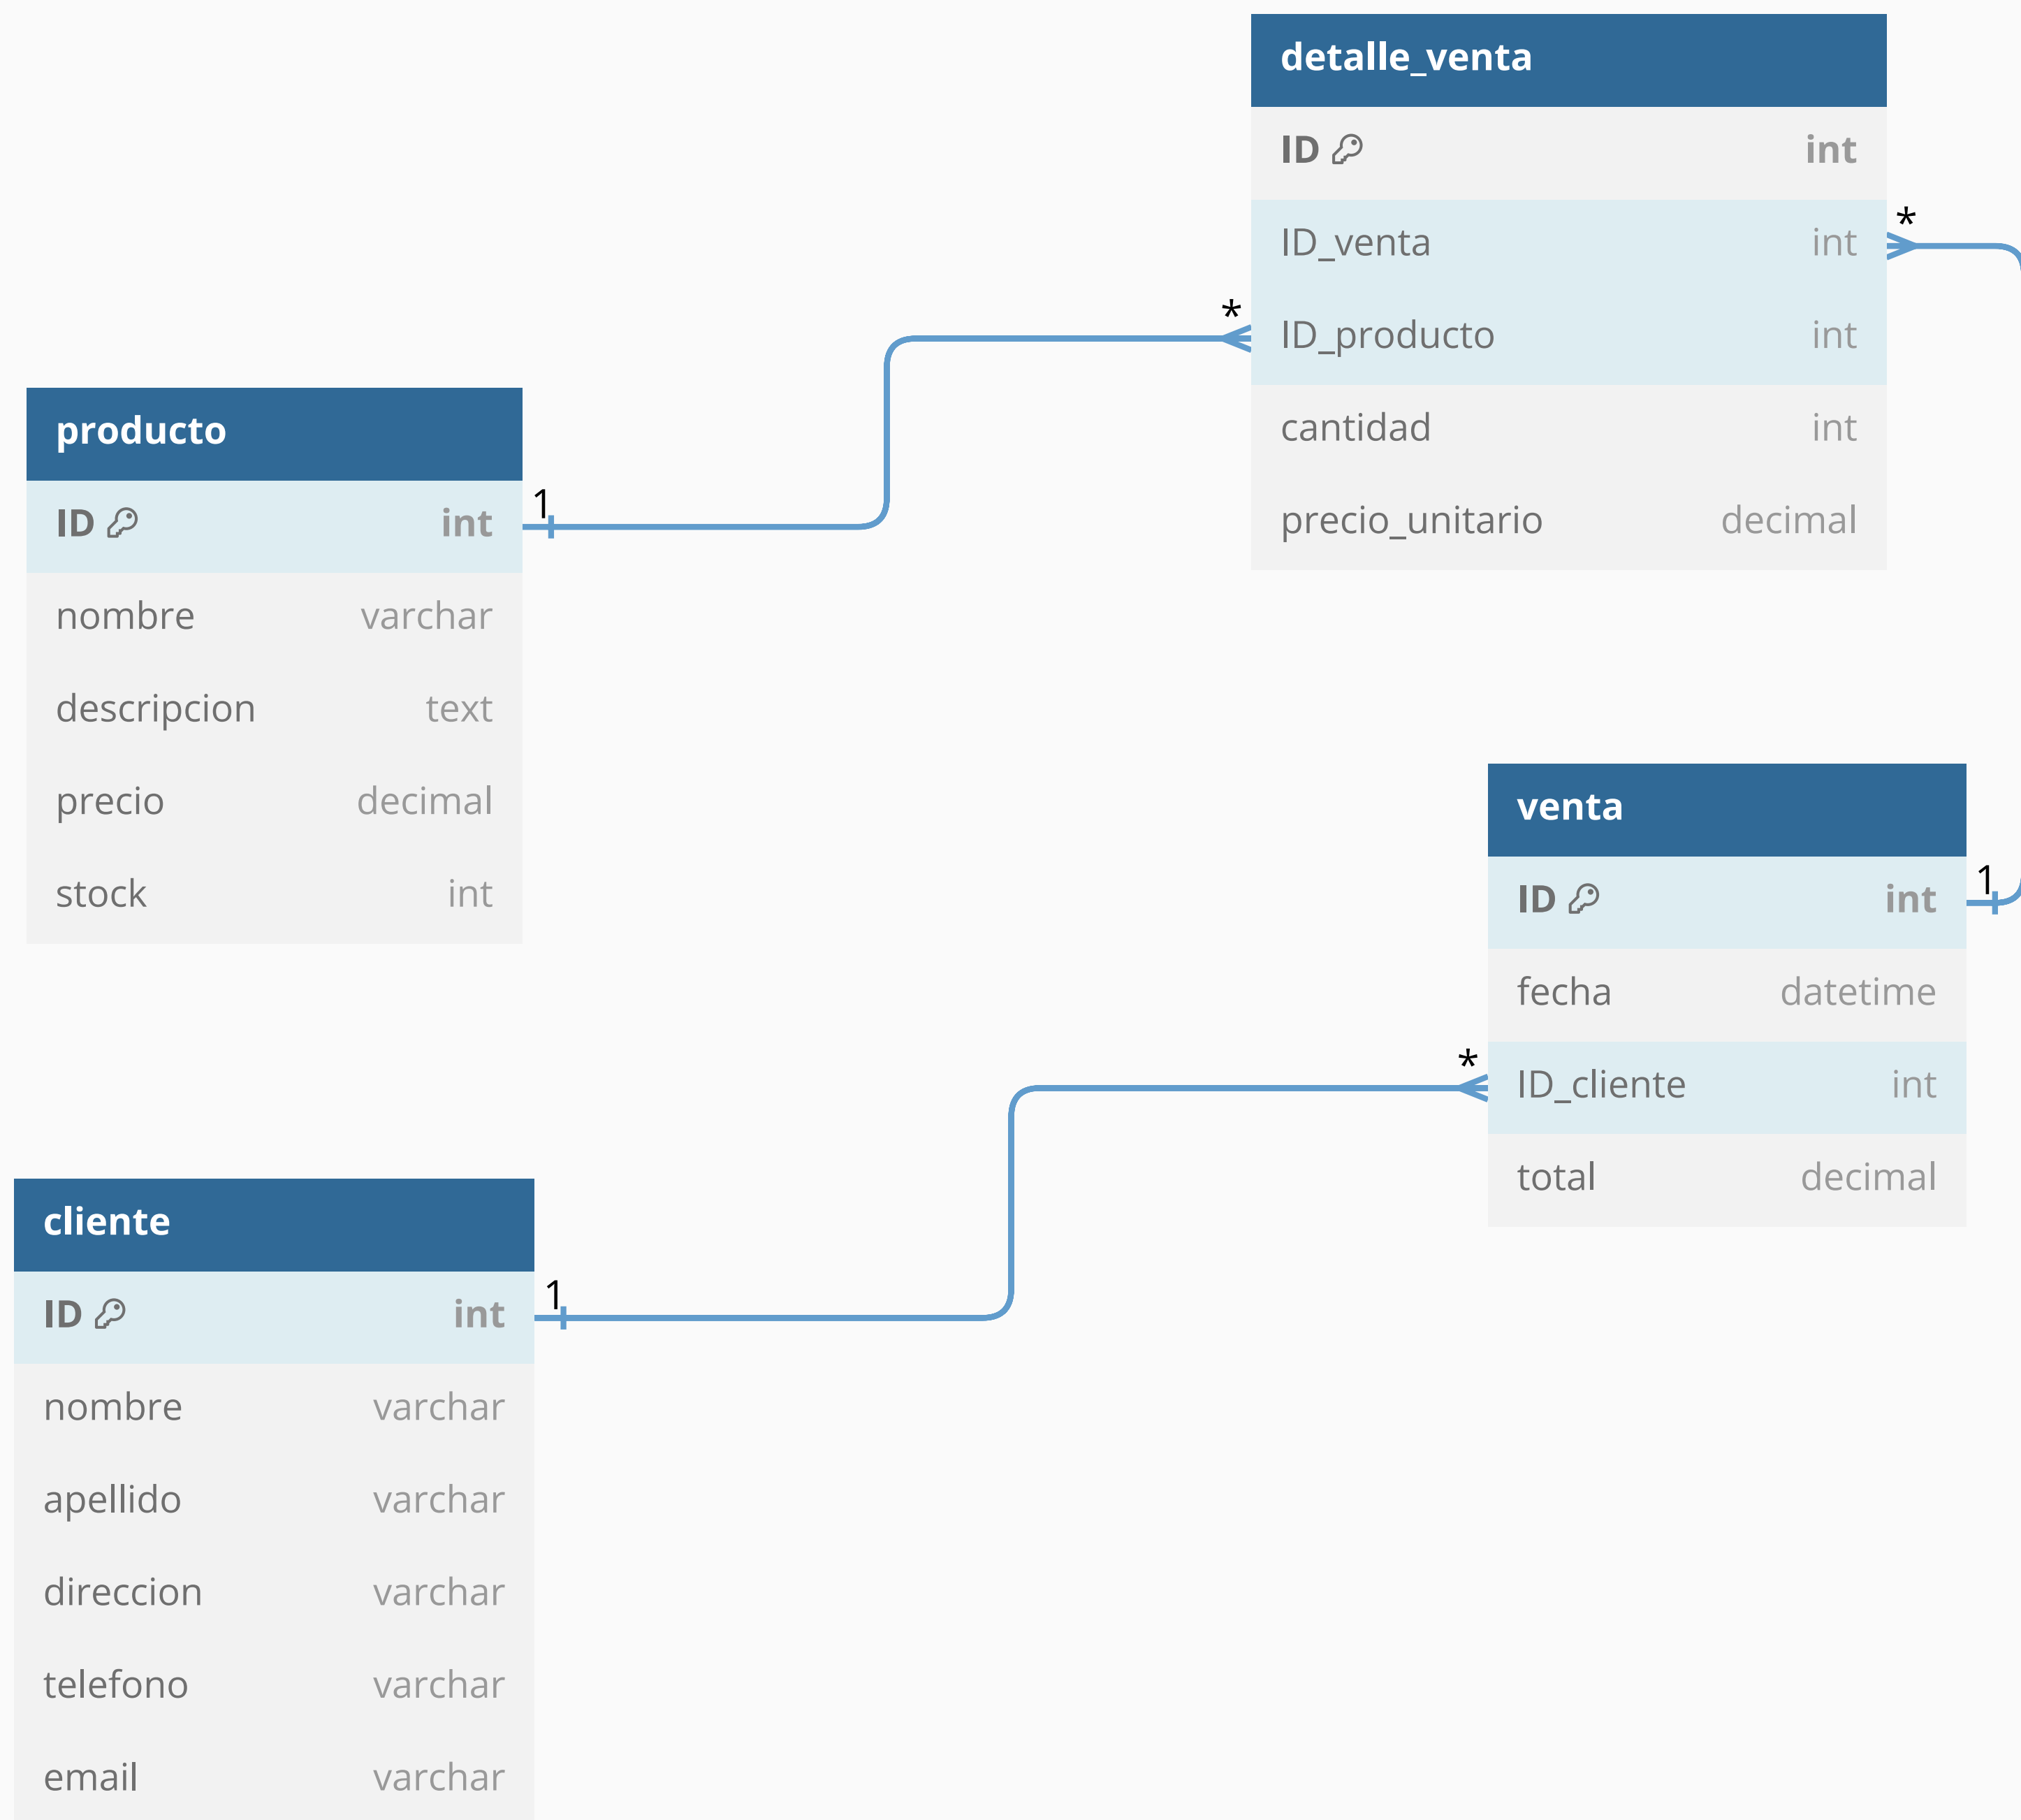 detalle_venta
ID int
ID_venta int
*
ID_producto int
*
cantidad int
precio_unitario decimal
producto
ID int
1
nombre varchar
descripcion text
precio decimal
stock int
venta
ID int
1
fecha datetime
ID_cliente int
*
total decimal
cliente
ID int
1
nombre varchar
apellido varchar
direccion varchar
telefono varchar
email varchar